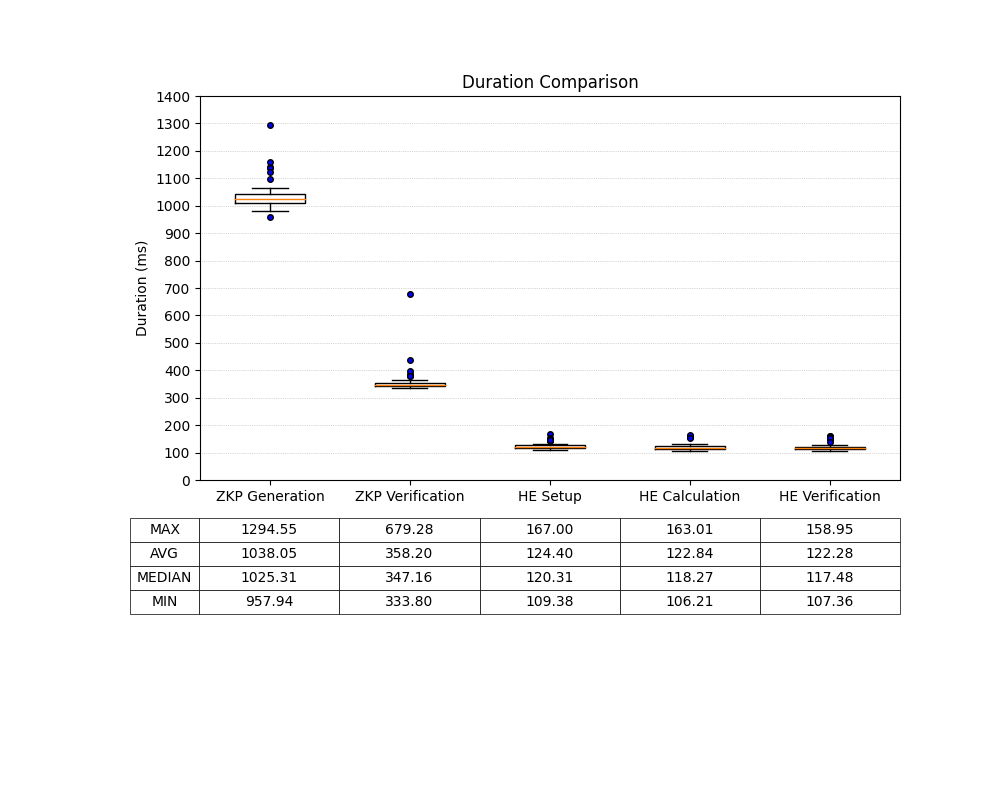 Duration Comparison
1400
1300
1200
1100
1000
900
800
700
600
500
400
300
200
100
0
Duration (ms)
ZKP Generation ZKP Verification HE Setup HE Calculation HE Verification
MAX 1294.55 679.28 167.00 163.01 158.95
AVG 1038.05 358.20 124.40 122.84 122.28
MEDIAN 1025.31 347.16 120.31 118.27 117.48
MIN 957.94 333.80 109.38 106.21 107.36